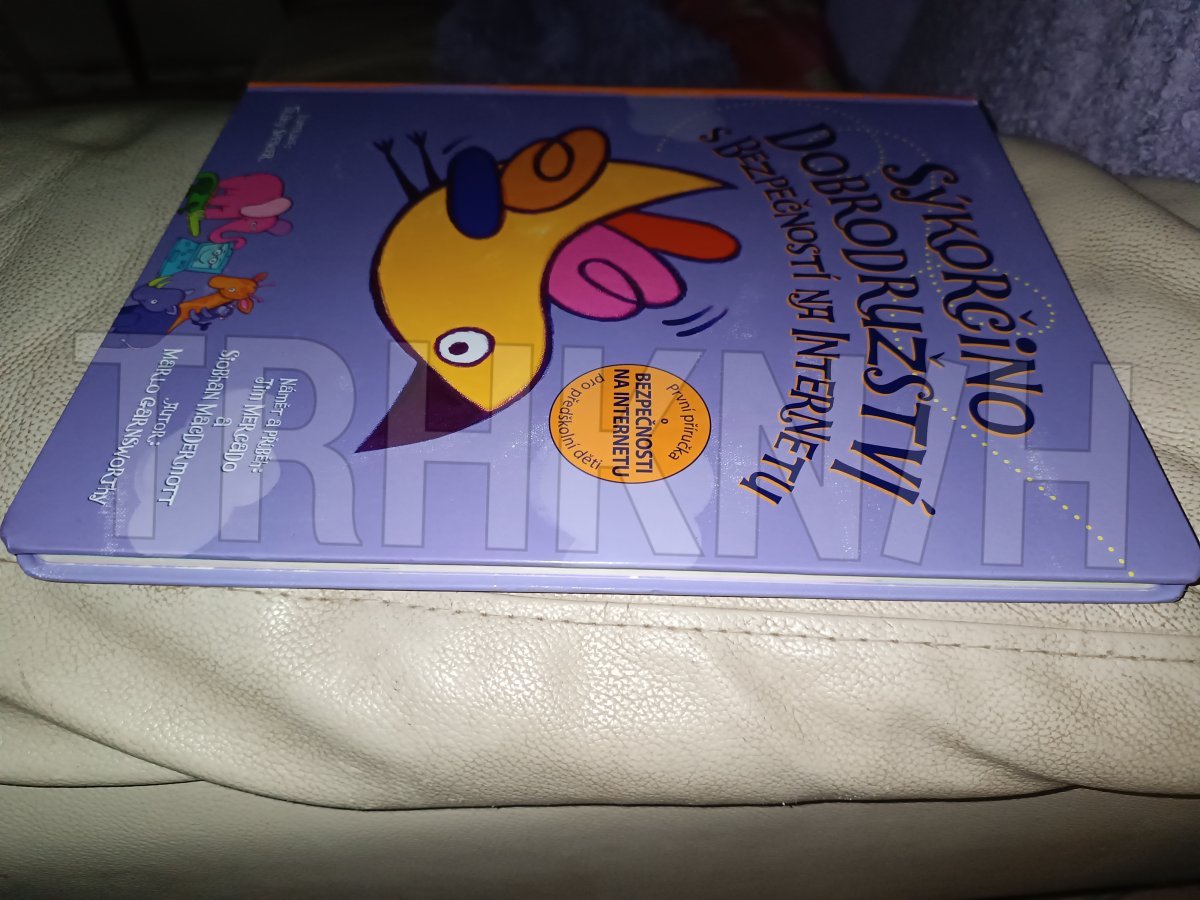 SÝKORČINO
DOBRODRUŽSTVÍ
S BEZPEČNOSTÍ NA INTERNETU
První příručka
o
BEZPEČNOSTI
NA INTERNETU
pro předškolní děti
NÁMĚT A PŘÍBĚH:
JIM MERCADO
a
SIOBHAN MACDERMOTT
AUTOR:
MARLO GARNSWORTHY
TRHKNIH